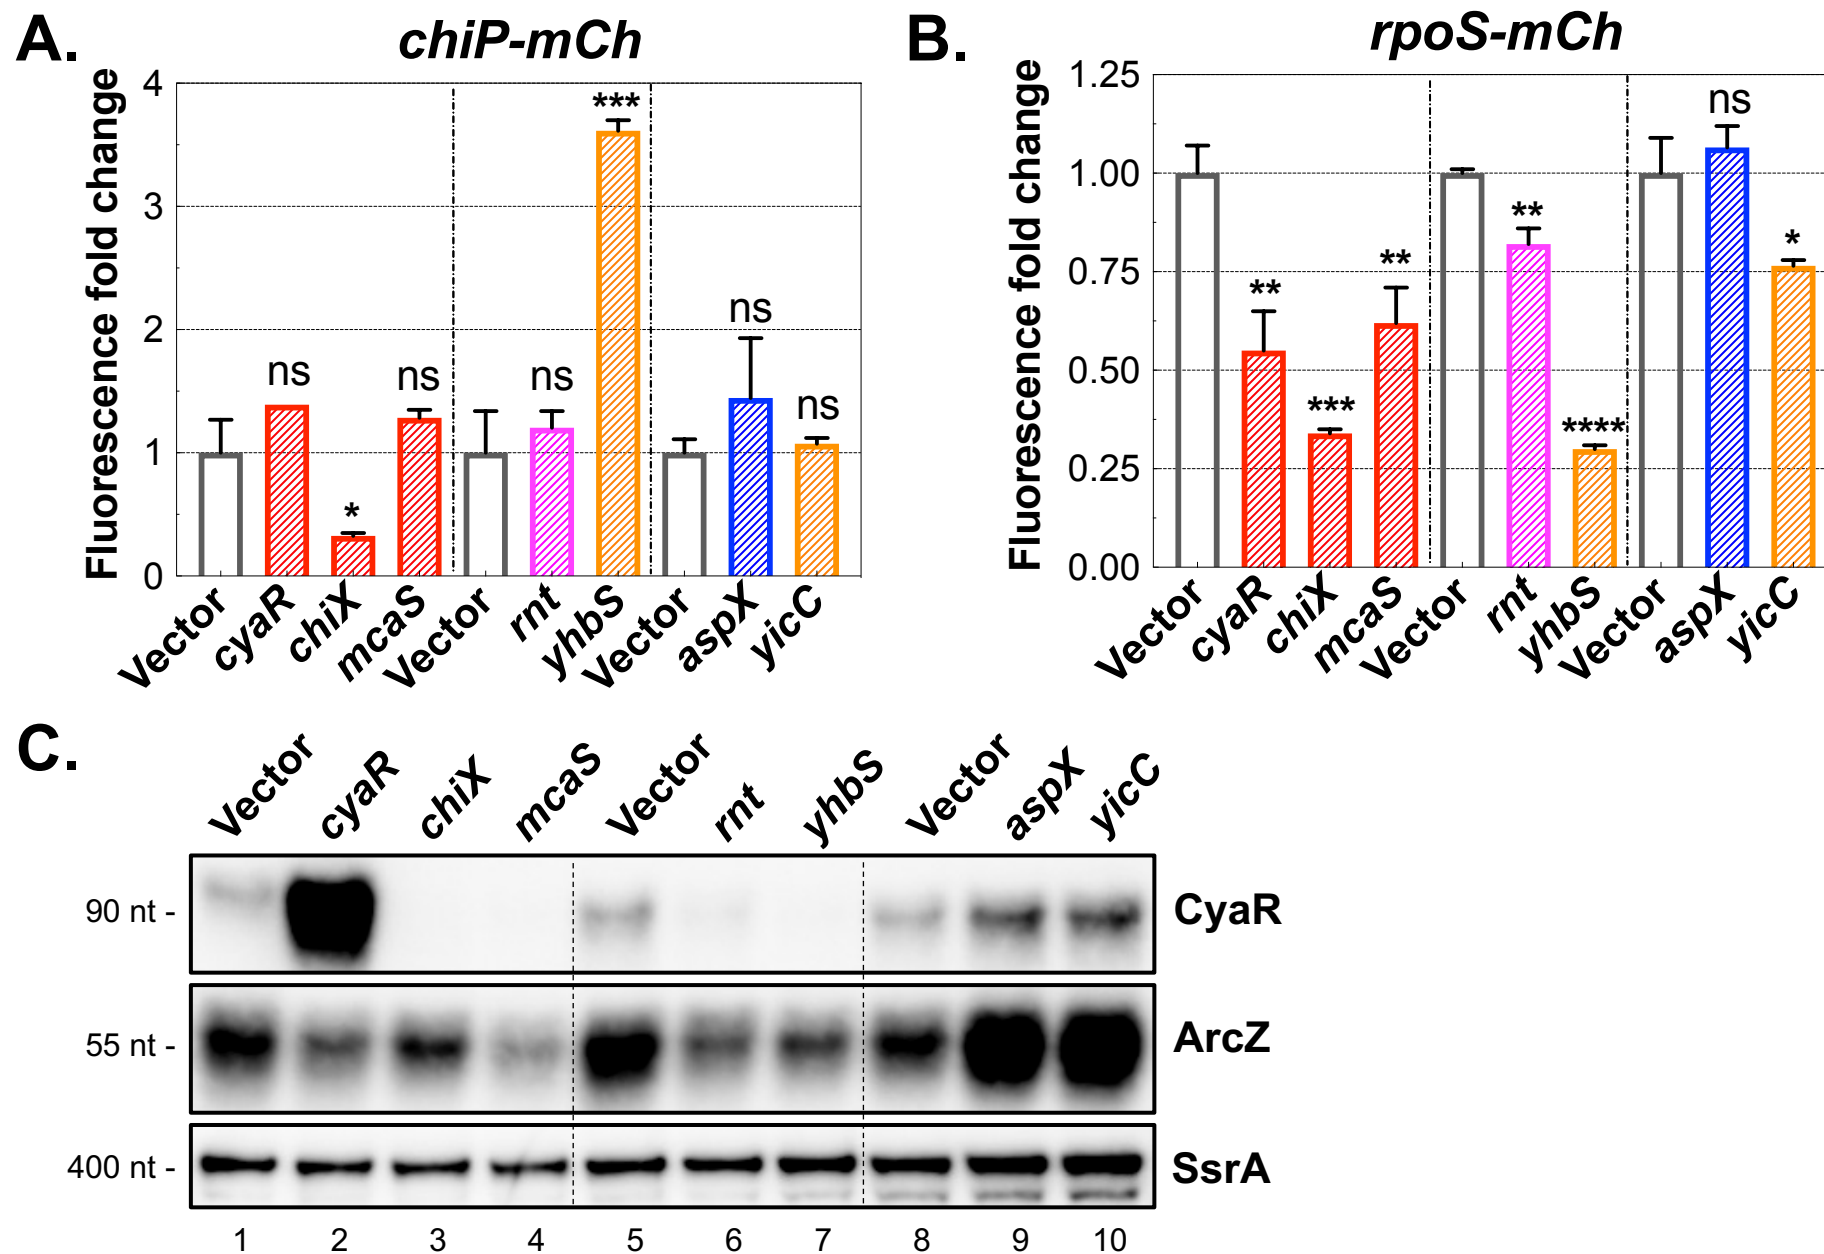 A.
chiP-mCh
Fluorescence fold change
4
3
2
1
0
ns
*
ns
ns
***
ns
ns
Vector
cyaR
chiX
mcaS
Vector
rnt
yhbS
Vector
aspX
yicC
B.
rpoS-mCh
Fluorescence fold change
1.25
1.00
0.75
0.50
0.25
0.00
**
***
**
**
****
ns
*
Vector
cyaR
chiX
mcaS
Vector
rnt
yhbS
Vector
aspX
yicC
C.
Vector
cyaR
chiX
mcaS
Vector
rnt
yhbS
Vector
aspX
yicC
90 nt -
CyaR
55 nt -
ArcZ
400 nt -
SsrA
1 2 3 4 5 6 7 8 9 10